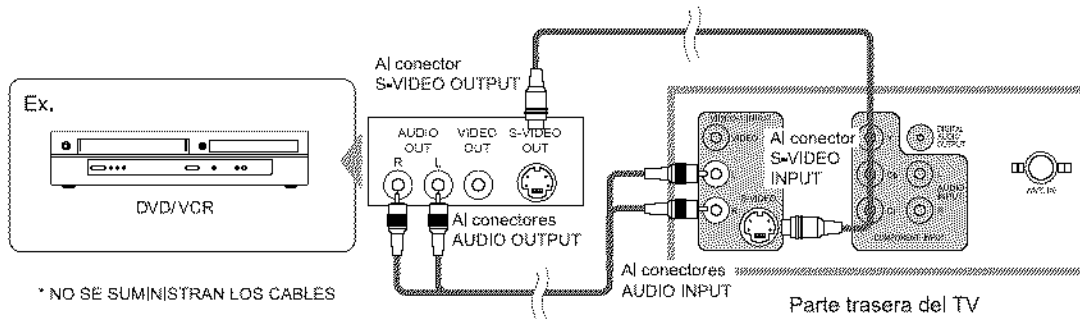 Ex.
DVD/VCR
* NO SE SUMINISTRAN LOS CABLES
Al conector
S-VIDEO OUTPUT
AUDIO OUT
VIDEO OUT
S-VIDEO OUT
R
L
Al conectores
AUDIO OUTPUT
VIDEO
R
S-VIDEO
Al conector
S-VIDEO
INPUT
Al conectores
AUDIO INPUT
Y
DIGITAL
AUDIO
OUTPUT
L
AUDIO
INPUT
R
COMPONENT INPUT
Parte trasera del TV